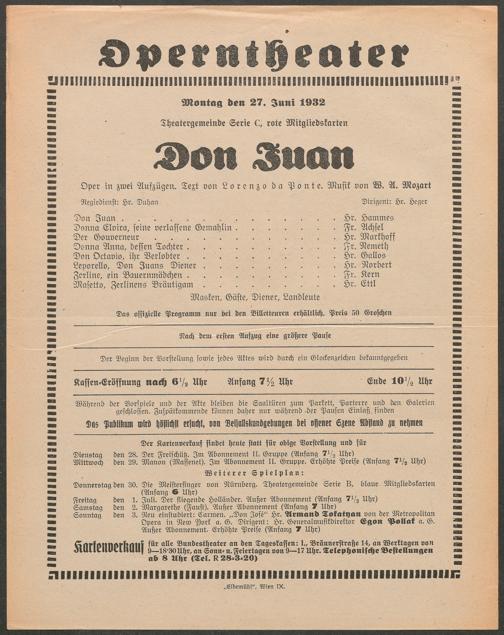 Operntheater
Montag den 27. Juni 1932
Theatergemeinde Serie C, rote Mitgliedskarten
Don Juan
Oper in zwei Aufzügen. Text von Lorenzo da Ponte. Musik von W. A. Mozart
Regiedienst: Hr. Duhan Dirigent: Hr. Heger
Don Juan Hr. Hammes
Donna Elvira, seine verlassene Gemahlin Fr. Achsel
Der Gouverneur Hr. Markhoff
Donna Anna, dessen Tochter Fr. Nemeth
Don Octavio, ihr Verlobter Hr. Gallos
Leporello, Don Juans Diener Hr. Norbert
Zerline, ein Bauernmädchen Fr. Kern
Masetto, Zerlinens Bräutigam Hr. Ettl
Masken, Gäste, Diener, Landleute
Das offizielle Programm nur bei den Billetteuren erhältlich. Preis 50 Groschen
Nach dem ersten Aufzug eine größere Pause
Der Beginn der Vorstellung sowie jedes Aktes wird durch ein Glockenzeichen bekanntgegeben
Kassen-Eröffnung nach 6½ Uhr Anfang 7½ Uhr Ende 10½ Uhr
Während der Vorspiele und der Akte bleiben die Saaltüren zum Parkett, Parterre und den Galerien
geschlossen. Zuspätkommende können daher nur während der Pausen Einlaß finden
Das Publikum wird höflichst ersucht, von Beifallskundgebungen bei offener Szene Abstand zu nehmen
Der Kartenverkauf findet heute statt für obige Vorstellung und für
Dienstag den 28. Der Freischütz. Im Abonnement II. Gruppe (Anfang 7½ Uhr)
Mittwoch den 29. Manon (Massenet). Im Abonnement II. Gruppe. Erhöhte Preise (Anfang 7½ Uhr)
Weiterer Spielplan:
Donnerstag den 30. Die Meistersinger von Nürnberg. Theatergemeinde Serie B, blaue Mitgliedskarten
(Anfang 6 Uhr)
Freitag den 1. Juli. Der fliegende Holländer. Außer Abonnement (Anfang 7½ Uhr)
Samstag den 2. Margarethe (Faust). Außer Abonnement (Anfang 7 Uhr)
Sonntag den 3. Neu einstudiert: Carmen. „Don José“ Hr. Armand Tokatyan von der Metropolitan
Opera in New York a. G. Dirigent: Hr. Generalmusikdirektor Egon Pollak a. G.
Außer Abonnement. Erhöhte Preise (Anfang 7 Uhr)
Kartenverkauf für alle Bundestheater an den Tageskassen: I., Bräunerstraße 14, an Werktagen von
9—18·30 Uhr, an Sonn- u. Feiertagen von 9—17 Uhr. Telephonische Bestellungen
ab 8 Uhr (Tel. R 28-3-20)
„Elbemühl“, Wien IX.